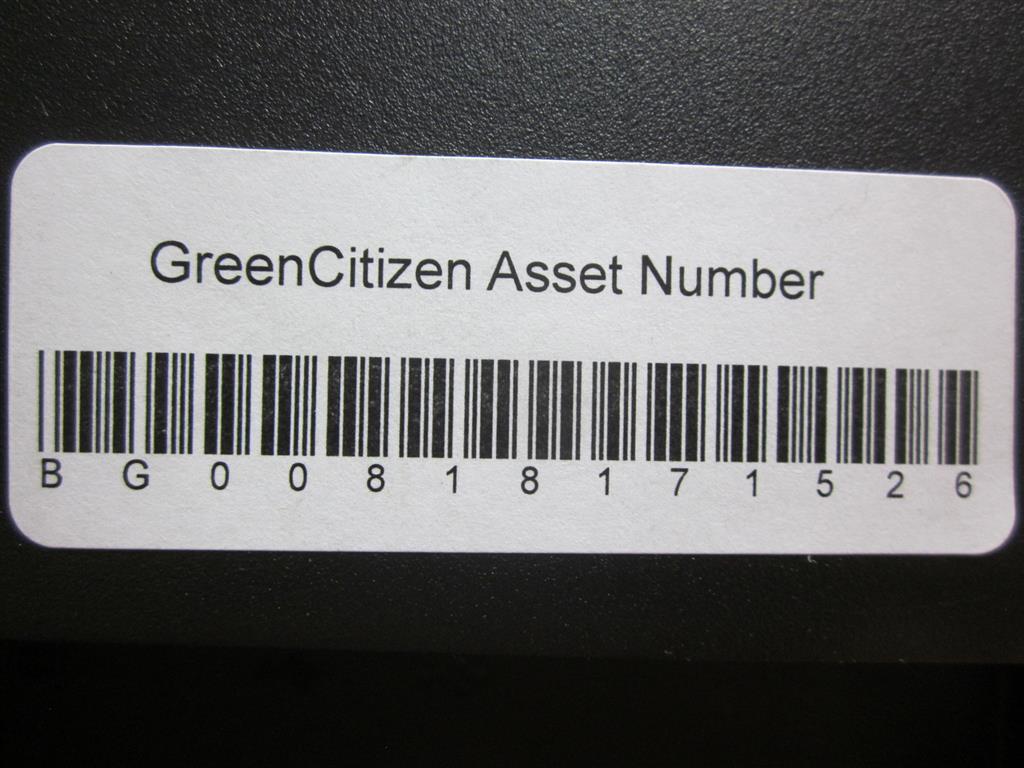 GreenCitizen Asset Number
B G 0 0 8 1 8 1 7 1 5 2 6